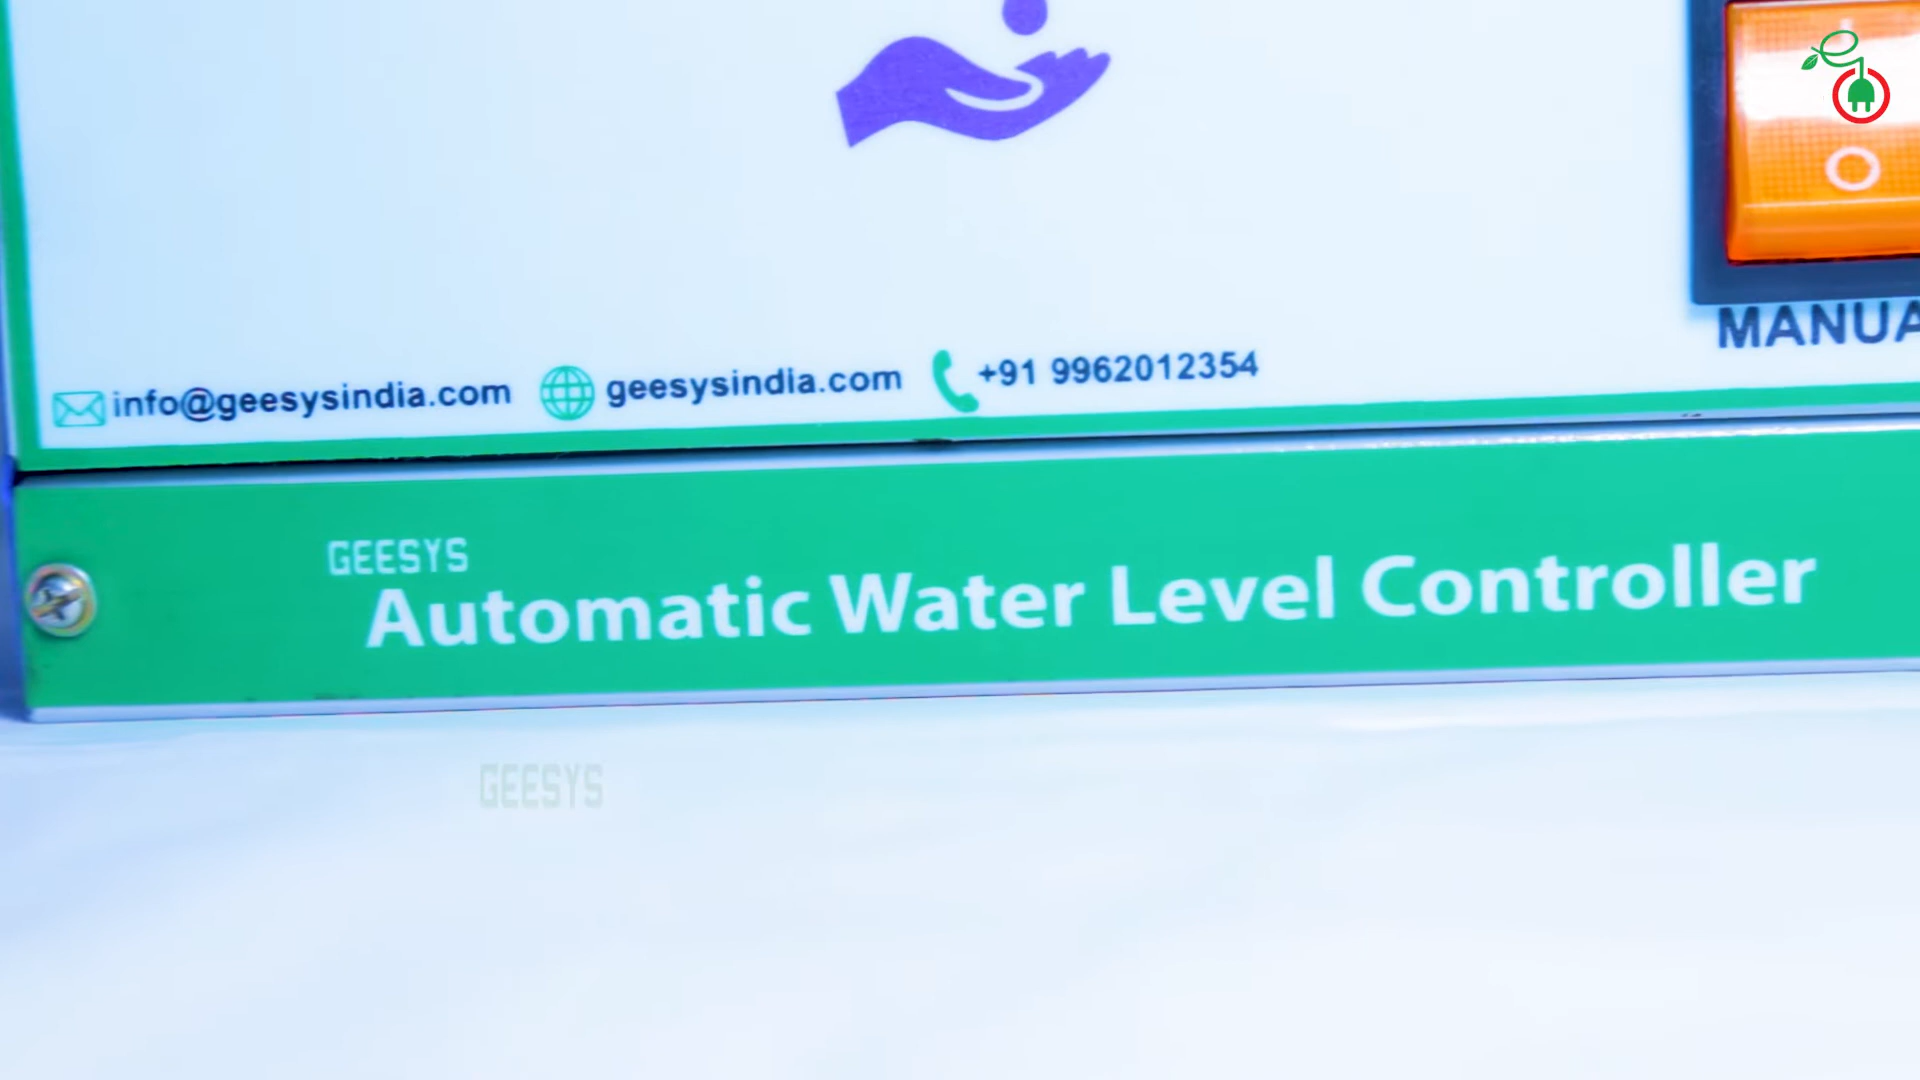 MANUA
info@geesysindia.com geesysindia.com +91 9962012354
GEESYS
Automatic Water Level Controller
GEESYS